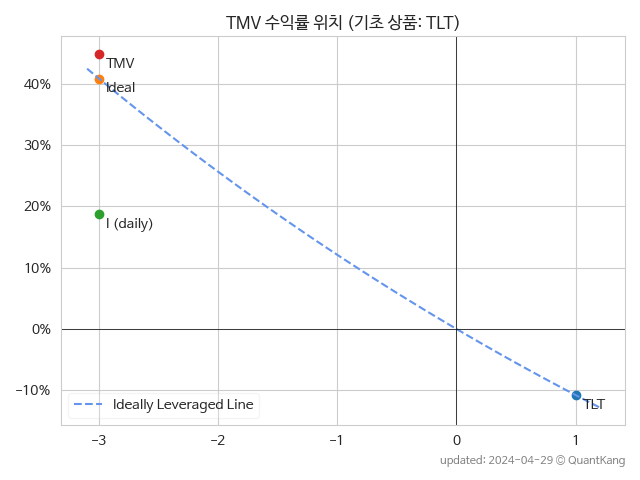 TMV 수익률 위치 (기초 상품: TLT)
TMV
Ideal
I (daily)
TLT
40%
30%
20%
10%
0%
−10%
Ideally Leveraged Line
−3
−2
−1
0
1
updated: 2024-04-29 © QuantKang